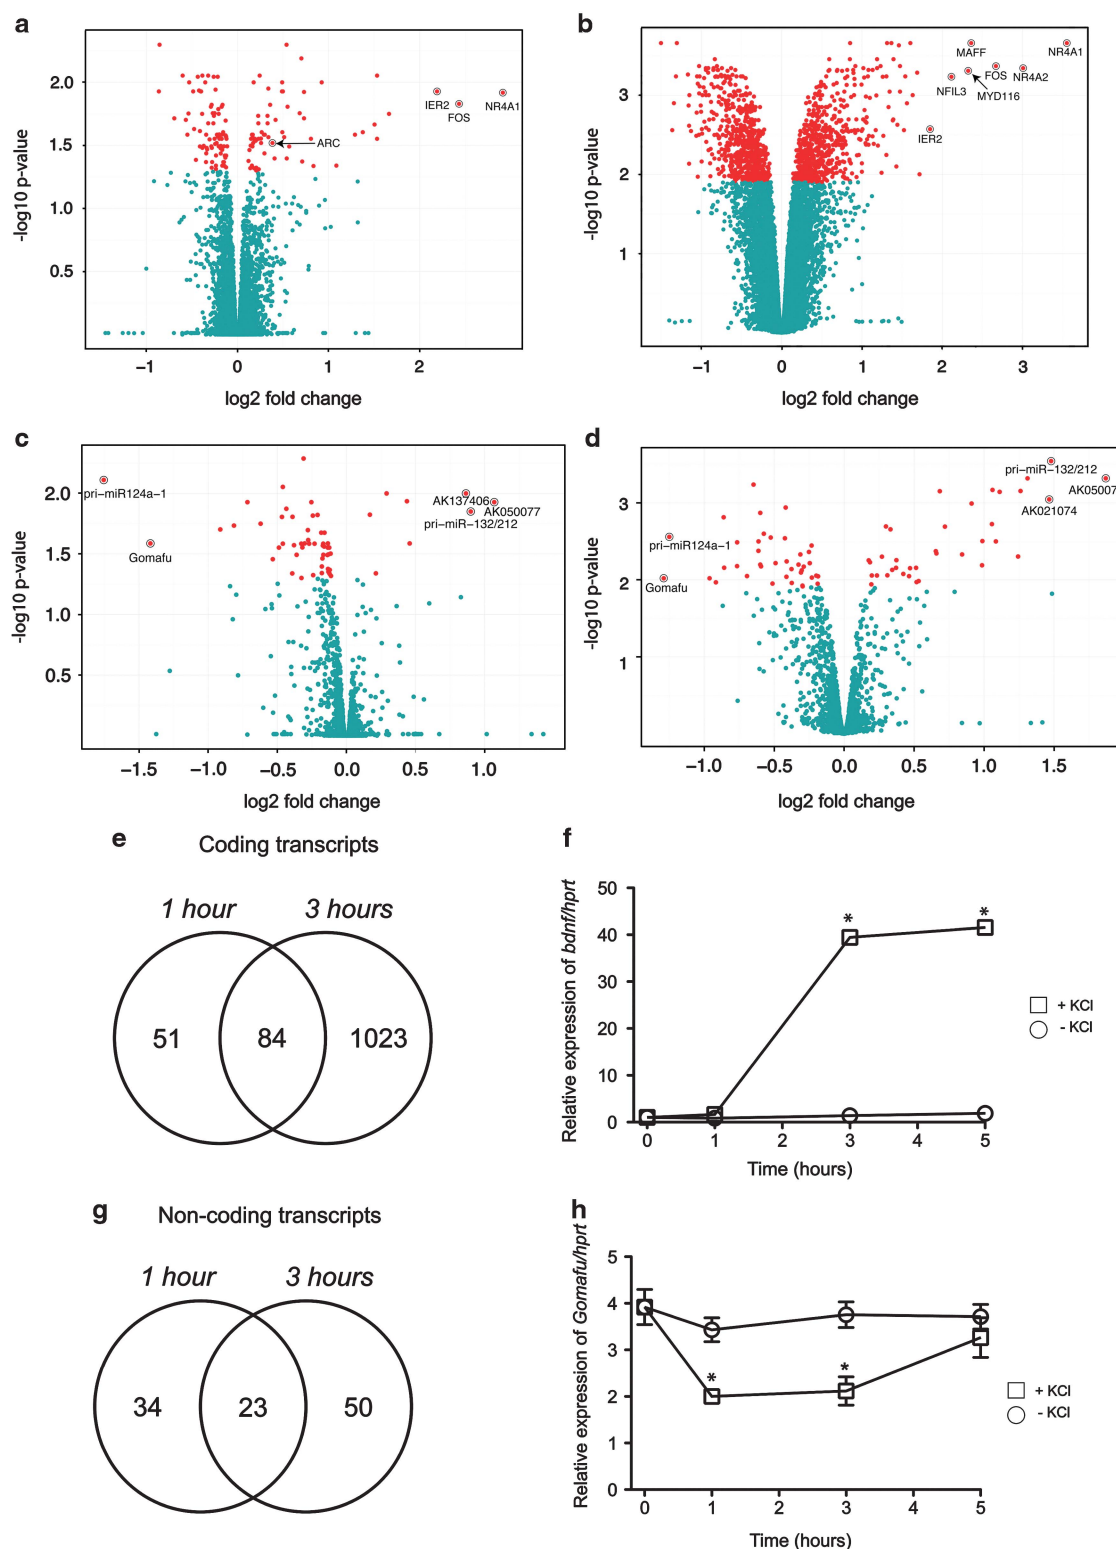 a
2.0
1.5
1.0
0.5
-log10 p-value
IER2
FOS
NR4A1
ARC
−1
0
1
2
log2 fold change
b
3
2
1
-log10 p-value
MAFF
NR4A1
FOS
NR4A2
NFIL3
MYD116
IER2
−1
0
1
2
3
log2 fold change
c
2.0
1.5
1.0
0.5
-log10 p-value
pri−miR124a−1
Gomafu
AK137406
AK050077
pri−miR−132/212
−1.5
−1.0
−0.5
0.0
0.5
1.0
log2 fold change
d
3
2
1
-log10 p-value
pri−miR−132/212
AK05007
AK021074
pri−miR124a−1
Gomafu
−1.0
−0.5
0.0
0.5
1.0
1.5
log2 fold change
e
Coding transcripts
1 hour
3 hours
51
84
1023
f
Relative expression of bdnf/hprt
50
40
30
20
10
0
*
*
+ KCl
- KCl
0
1
2
3
4
5
Time (hours)
g
Non-coding transcripts
1 hour
3 hours
34
23
50
h
Relative expression of Gomafu/hprt
5
4
3
2
1
0
*
*
+ KCl
- KCl
0
1
3
5
Time (hours)